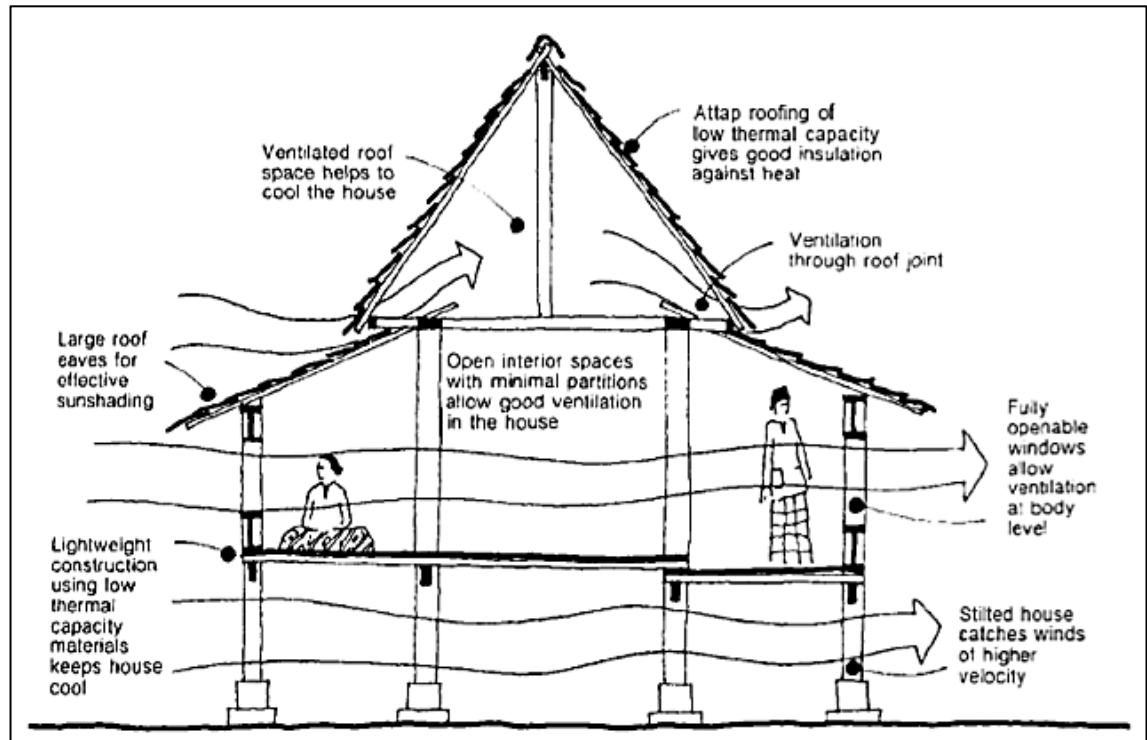 Ventilated roof
space helps to
cool the house
Attap roofing of
low thermal capacity
gives good insulation
against heat
Ventilation
through roof joint
Large roof
eaves for
effective
sunshading
Open interior spaces
with minimal partitions
allow good ventilation
in the house
Fully
openable
windows
allow
ventilation
at body
level
Lightweight
construction
using low
thermal
capacity
materials
keeps house
cool
Stilted house
catches winds
of higher
velocity